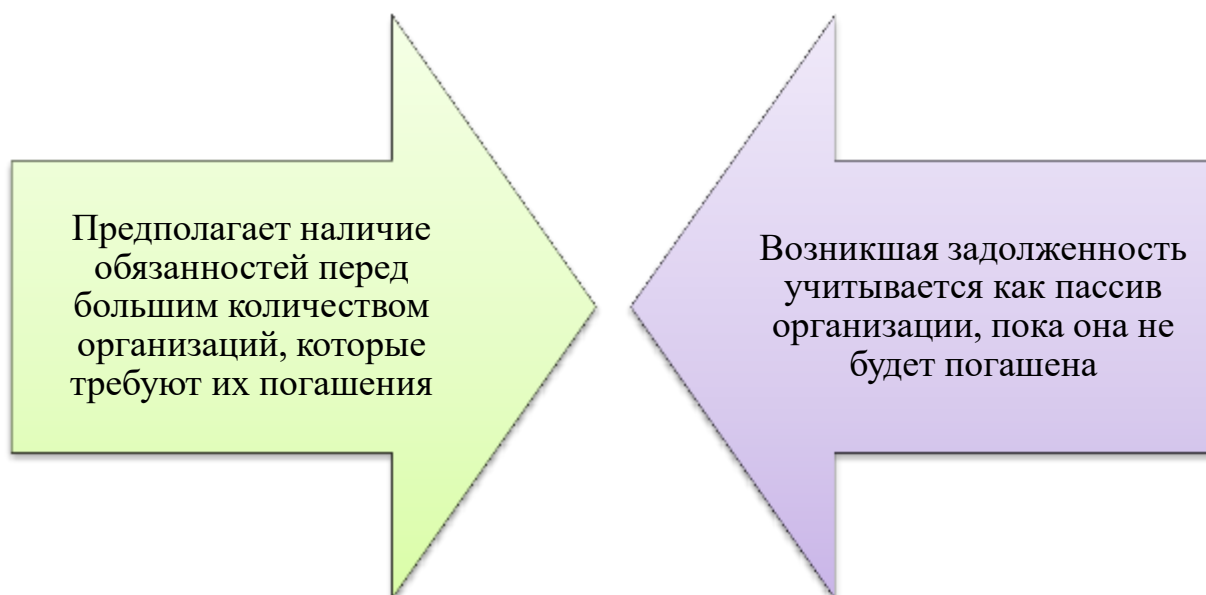 Предполагает наличие
обязанностей перед
большим количеством
организаций, которые
требуют их погашения
Возникшая задолженность
учитывается как пассив
организации, пока она не
будет погашена